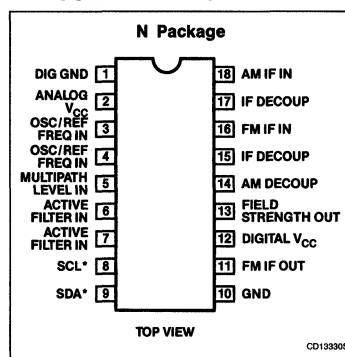 N Package
DIG GND 1
ANALOG
VCC 2
OSC/REF
FREQ IN 3
OSC/REF
FREQ IN 4
MULTIPATH
LEVEL IN 5
ACTIVE
FILTER IN 6
ACTIVE
FILTER IN 7
SCL* 8
SDA* 9
18 AM IF IN
17 IF DECOUP
16 FM IF IN
15 IF DECOUP
14 AM DECOUP
13 FIELD
STRENGTH OUT
12 DIGITAL VCC
11 FM IF OUT
10 GND
TOP VIEW
CD13330S